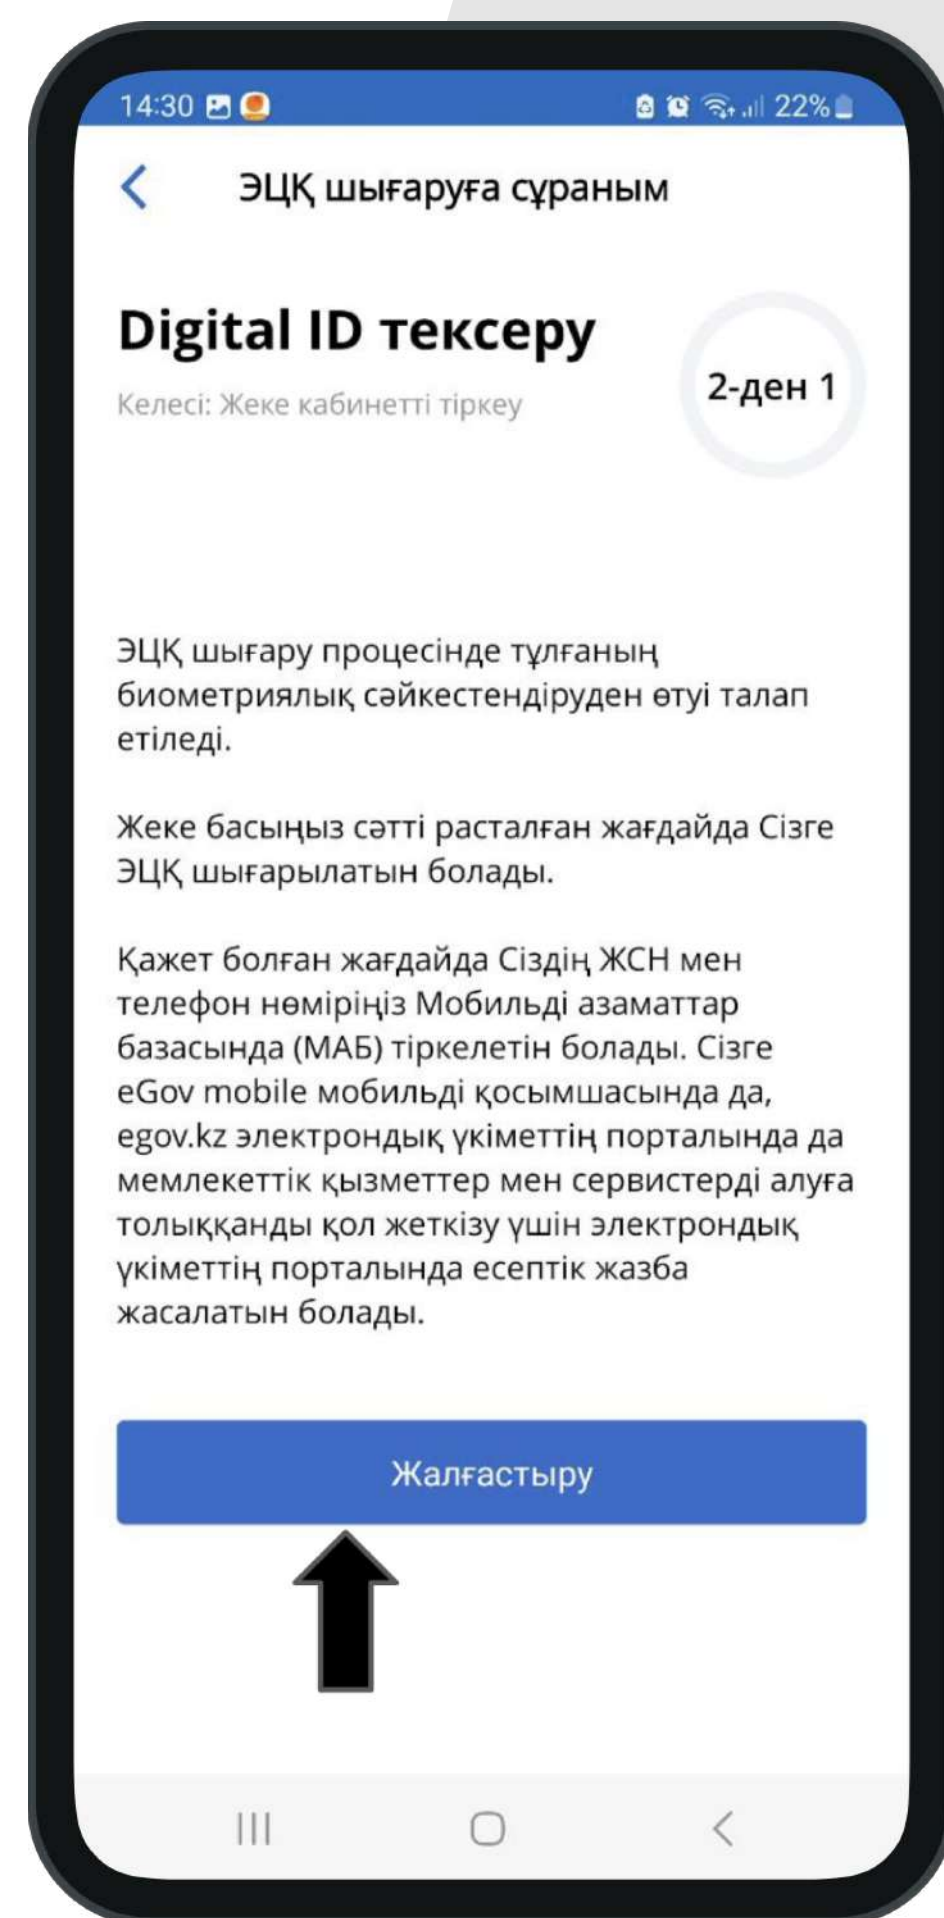 14:30
22%
ЭЦҚ шығаруға сұраным
Digital ID тексеру
Келесі: Жеке кабинетті тіркеу
2-ден 1
ЭЦҚ шығару процесінде тұлғаның
биометриялық сәйкестендіруден өтуі талап
етіледі.
Жеке басыңыз сәтті расталған жағдайда Сізге
ЭЦҚ шығарылатын болады.
Қажет болған жағдайда Сіздің ЖСН мен
телефон нөміріңіз Мобильді азаматтар
базасында (МАБ) тіркелетін болады. Сізге
eGov mobile мобильді қосымшасында да,
egov.kz электрондық үкіметтің порталында да
мемлекеттік қызметтер мен сервистерді алуға
толыққанды қол жеткізу үшін электрондық
үкіметтің порталында есептік жазба
жасалатын болады.
Жалғастыру